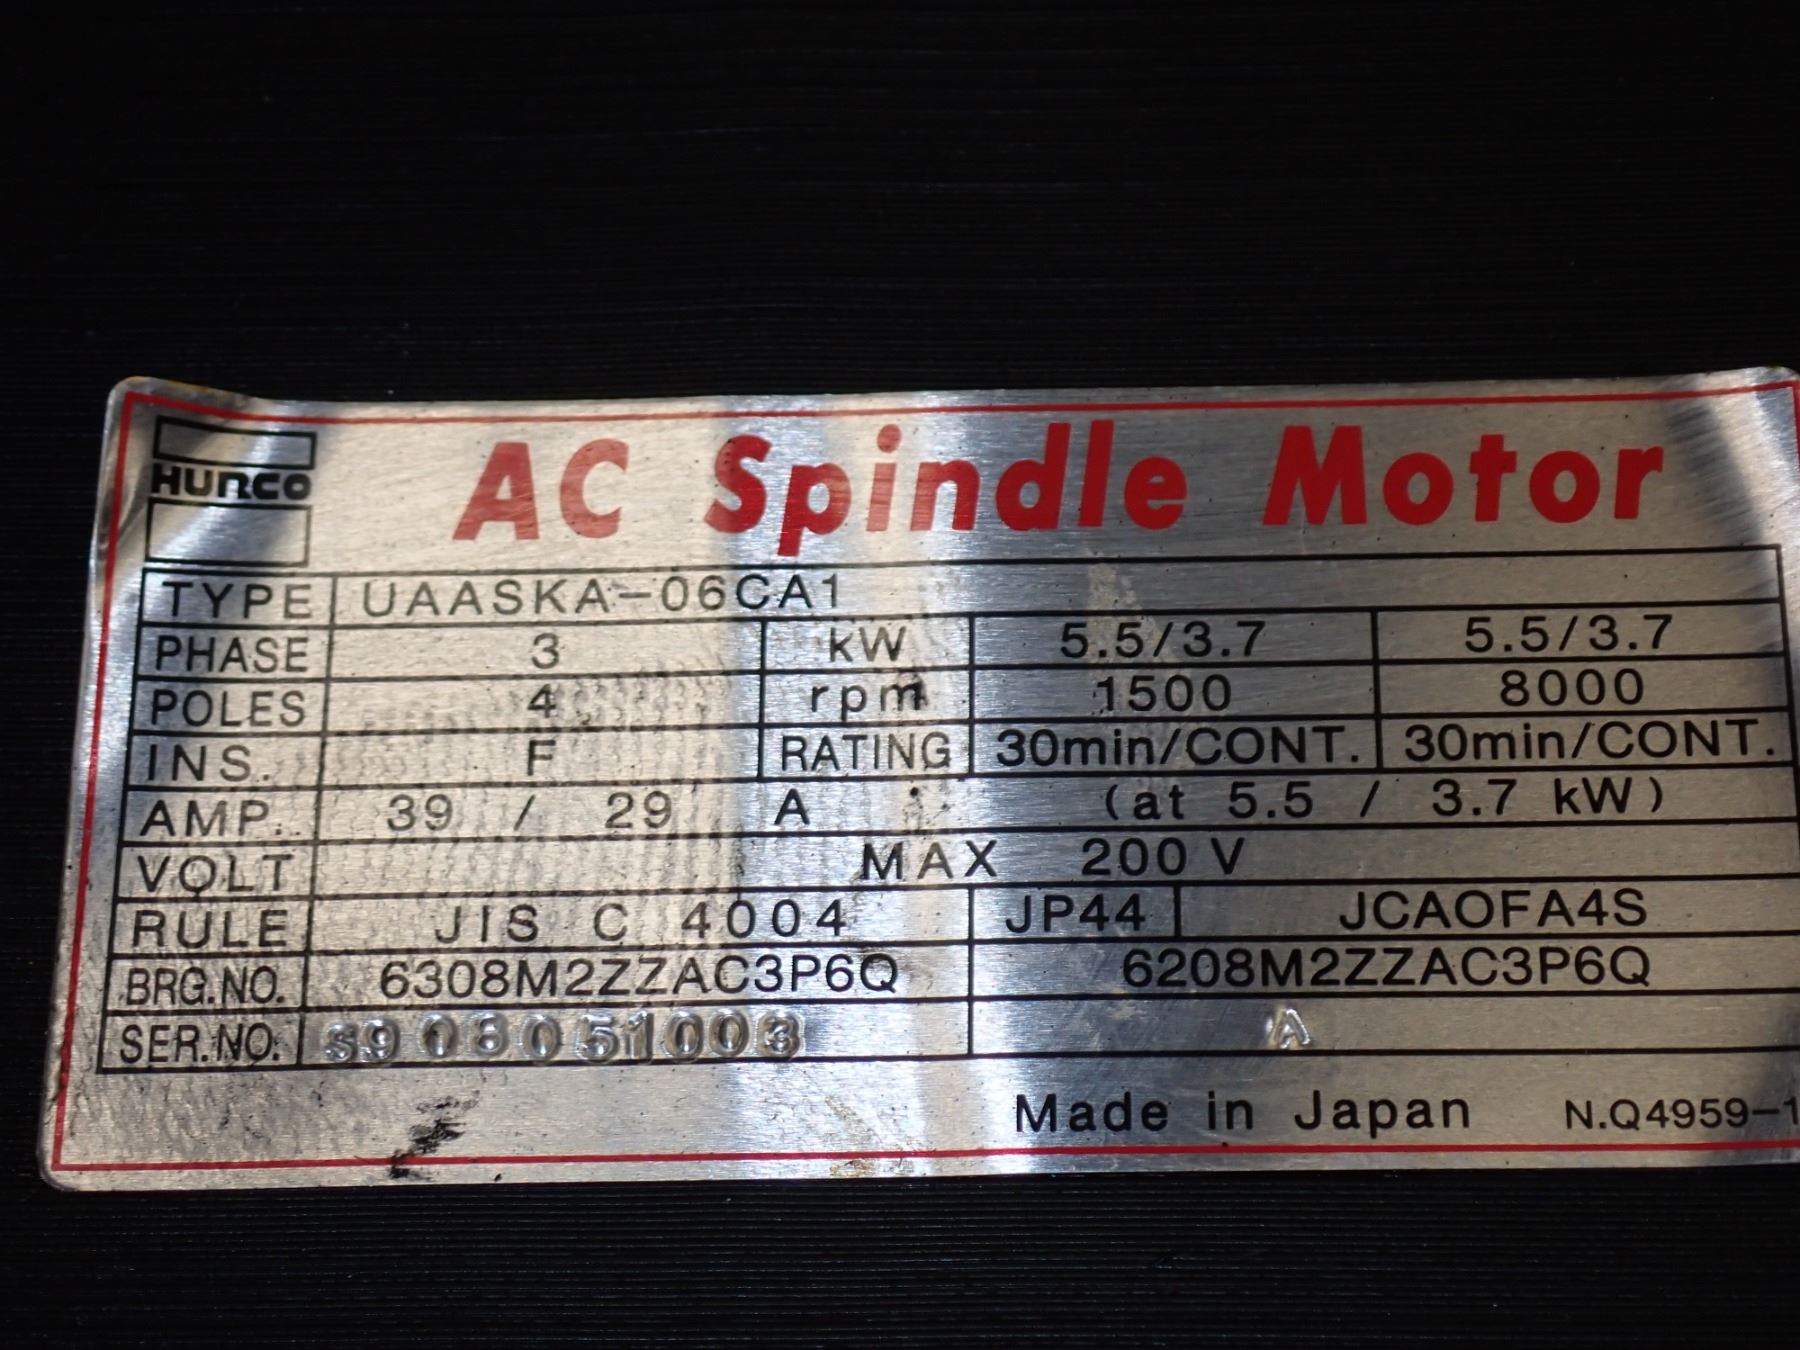 HURCO
AC Spindle Motor
TYPE UAASKA-06CA1
PHASE 3 kW 5.5/3.7 5.5/3.7
POLES 4 rpm 1500 8000
INS. F RATING 30min/CONT. 30min/CONT.
AMP. 39 / 29 A (at 5.5 / 3.7 kW)
VOLT MAX 200 V
RULE JIS C 4004 JP44 JCAOFA4S
BRG.NO. 6308M2ZZAC3P6Q 6208M2ZZAC3P6Q
SER.NO. S908051003 A
Made in Japan N.Q4959-1